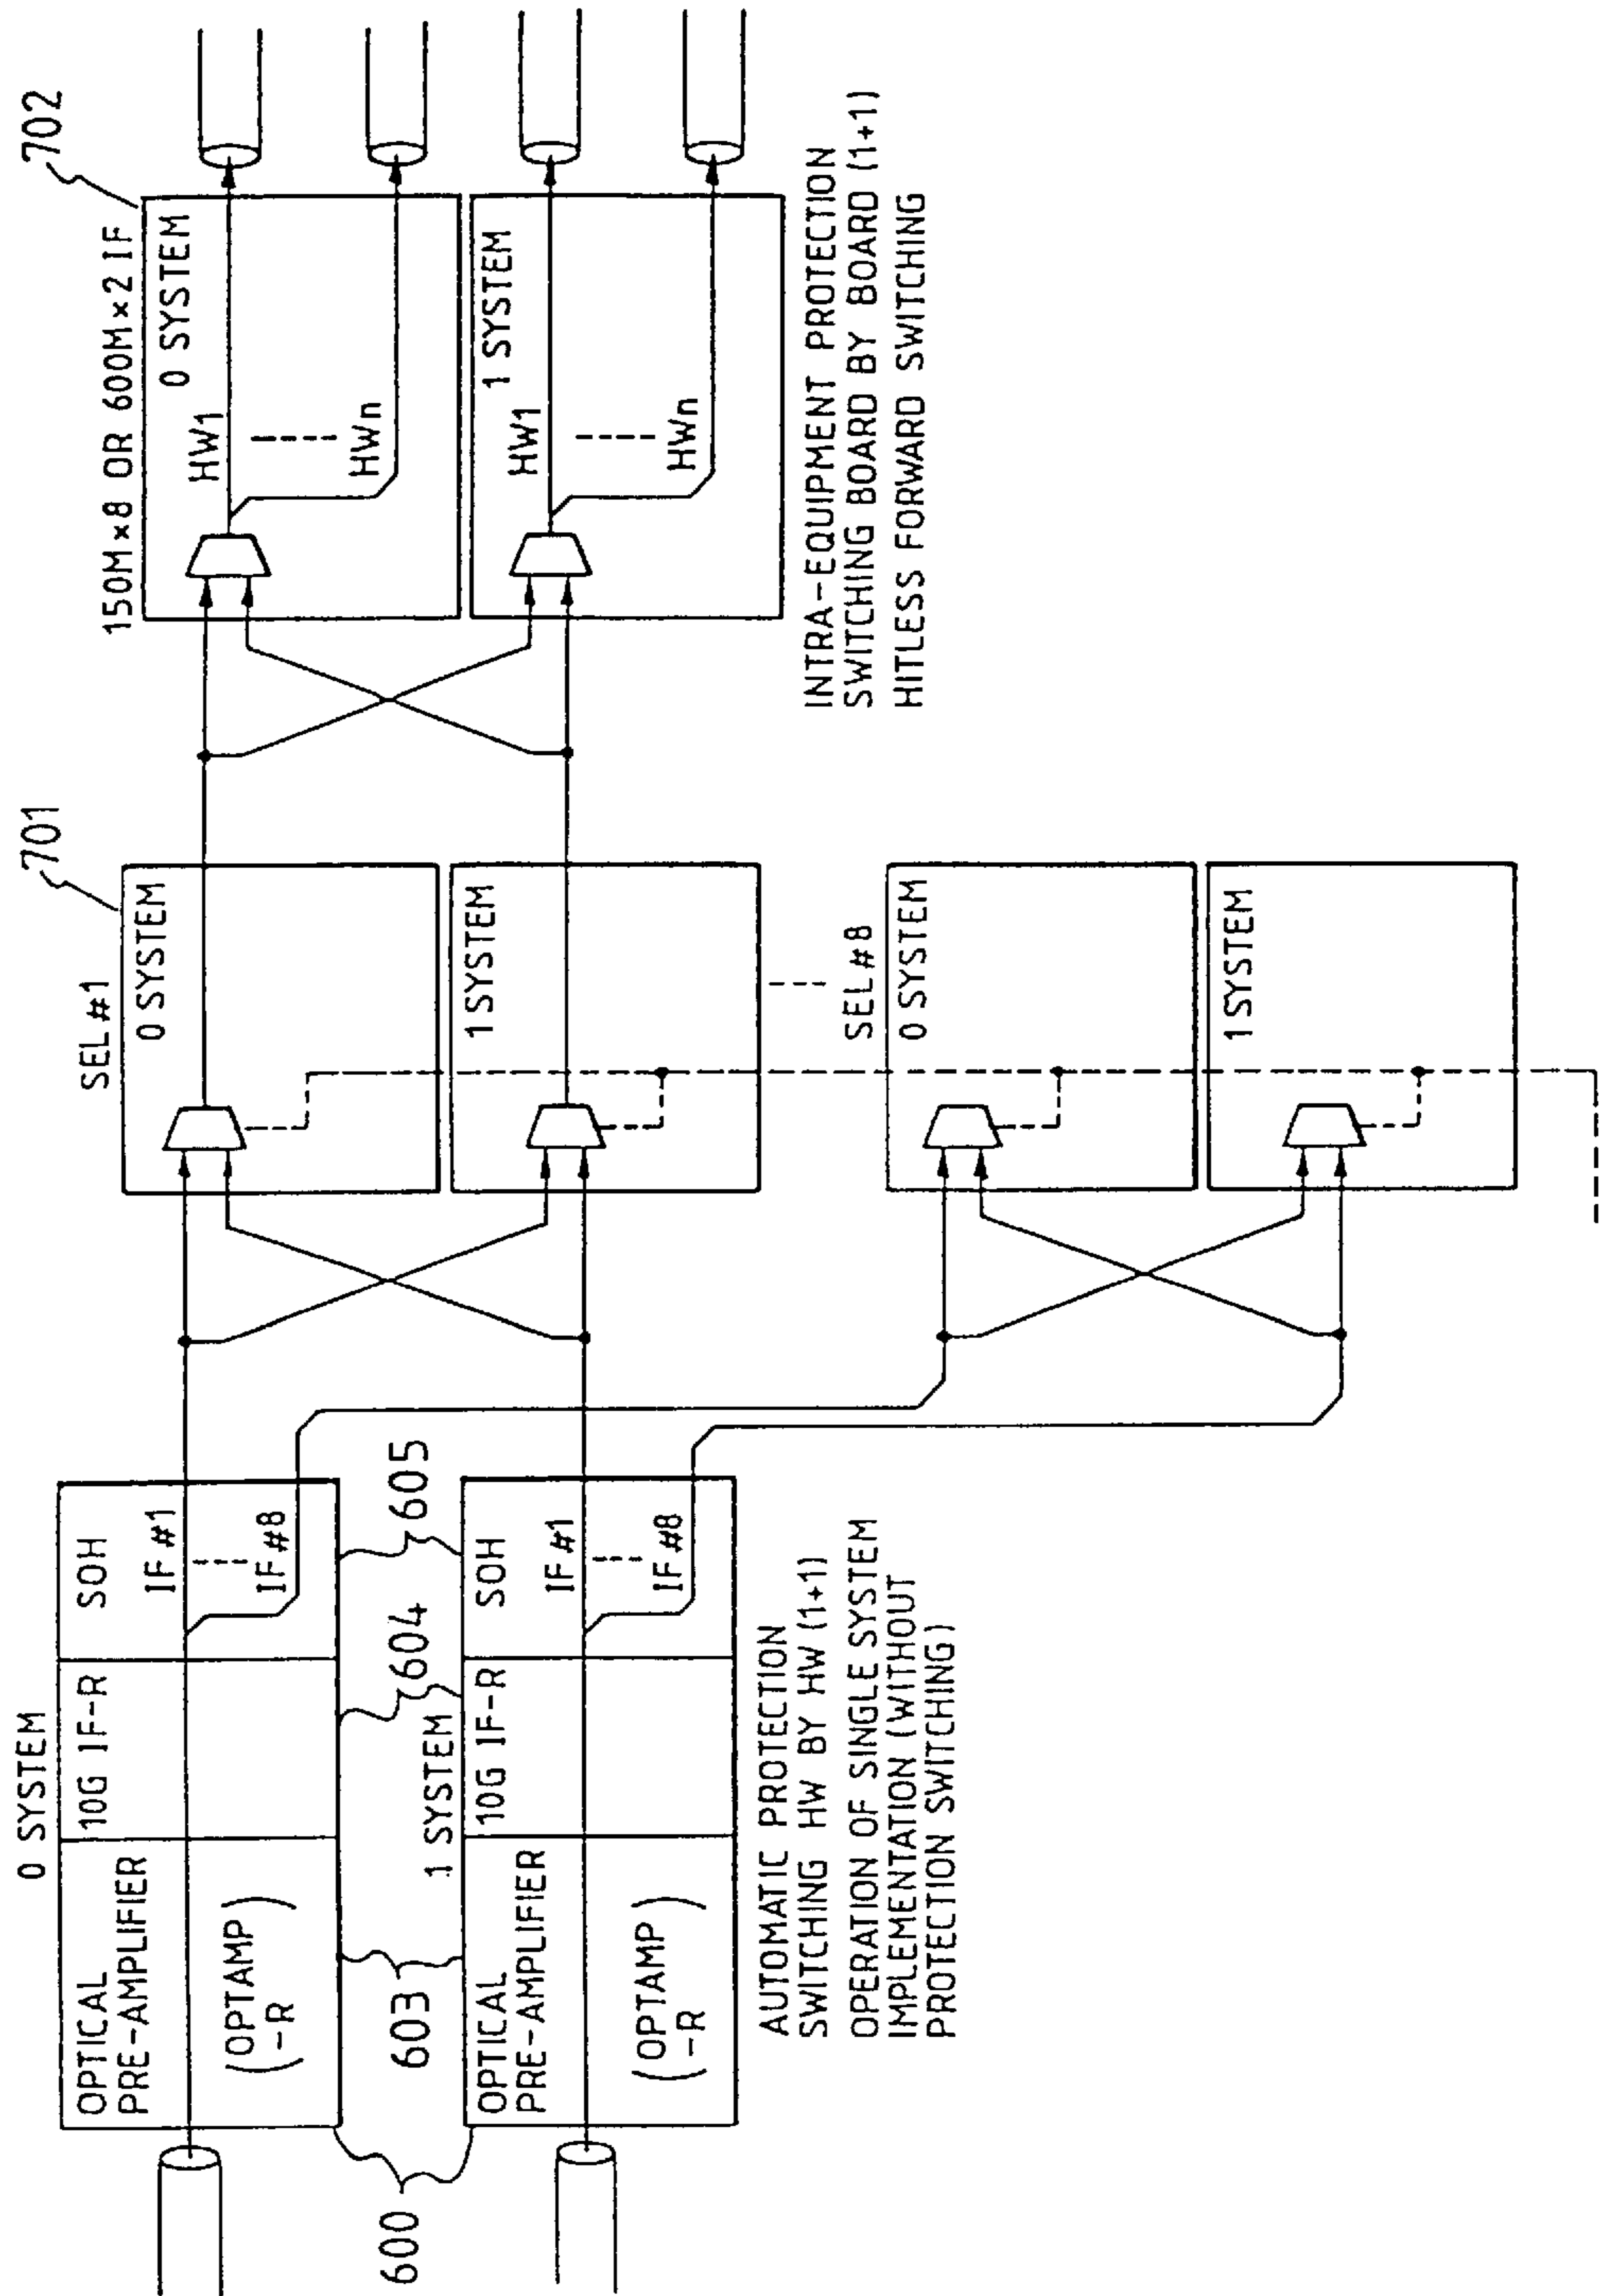 0 SYSTEM
OPTICAL
PRE-AMPLIFIER
10G IF-R
SOH
(OPTAMP
-R)
IF #1
IF #8
600
603
604
605
1 SYSTEM
OPTICAL
PRE-AMPLIFIER
10G IF-R
SOH
(OPTAMP
-R)
IF #1
IF #8
AUTOMATIC PROTECTION
SWITCHING HW BY HW (1+1)
OPERATION OF SINGLE SYSTEM
IMPLEMENTATION (WITHOUT
PROTECTION SWITCHING)
701
SEL #1
0 SYSTEM
1 SYSTEM
SEL #8
0 SYSTEM
1 SYSTEM
702
150M×8 OR 600M×2 IF
0 SYSTEM
HW1
HWn
1 SYSTEM
HW1
HWn
INTRA-EQUIPMENT PROTECTION
SWITCHING BOARD BY BOARD (1+1)
HITLESS FORWARD SWITCHING